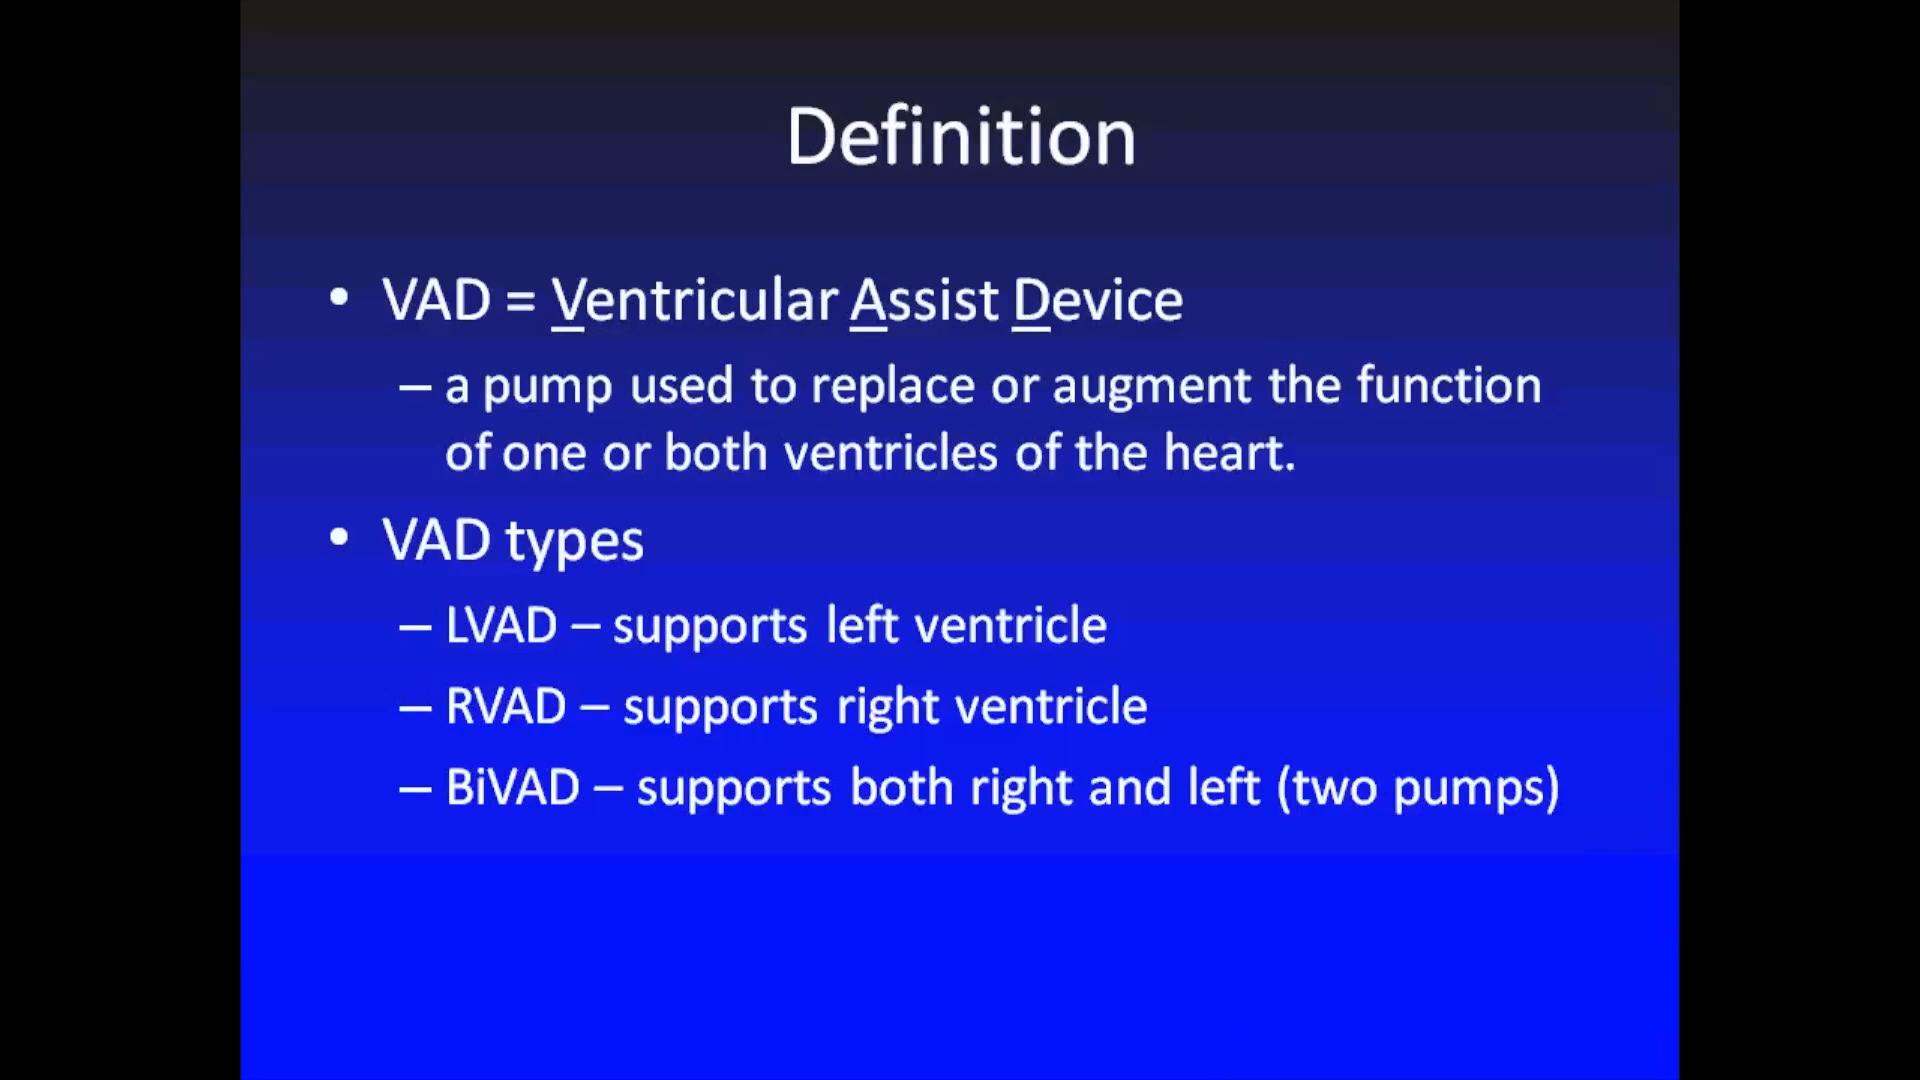 Definition
• VAD = Ventricular Assist Device
– a pump used to replace or augment the function
of one or both ventricles of the heart.
• VAD types
– LVAD – supports left ventricle
– RVAD – supports right ventricle
– BiVAD – supports both right and left (two pumps)